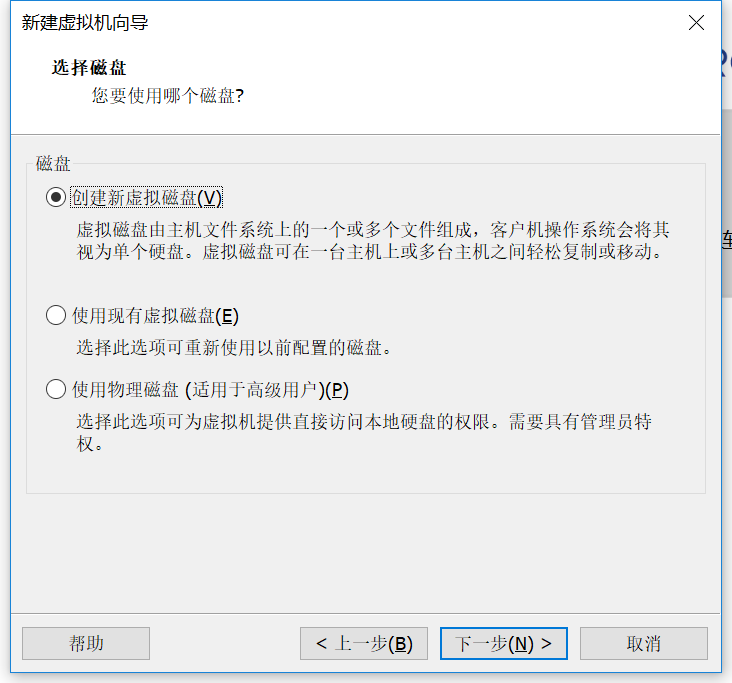 新建虚拟机向导
选择磁盘
您要使用哪个磁盘?
磁盘
创建新虚拟磁盘(V)
虚拟磁盘由主机文件系统上的一个或多个文件组成，客户机操作系统会将其
视为单个硬盘。虚拟磁盘可在一台主机上或多台主机之间轻松复制或移动。
使用现有虚拟磁盘(E)
选择此选项可重新使用以前配置的磁盘。
使用物理磁盘 (适用于高级用户)(P)
选择此选项可为虚拟机提供直接访问本地硬盘的权限。需要具有管理员特
权。
帮助
< 上一步(B)
下一步(N) >
取消